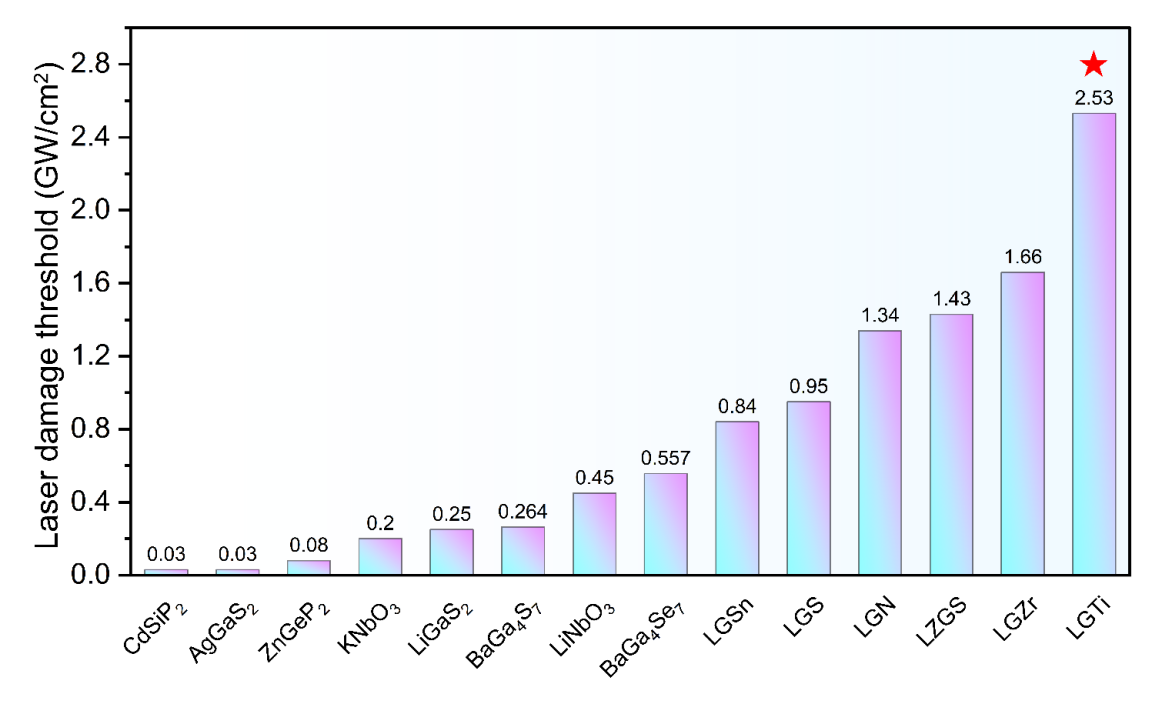 Laser damage threshold (GW/cm²)
2.8
2.4
2.0
1.6
1.2
0.8
0.4
0.0
0.03
0.03
0.08
0.2
0.25
0.264
0.45
0.557
0.84
0.95
1.34
1.43
1.66
2.53
CdSiP₂
AgGaS₂
ZnGeP₂
KNbO₃
LiGaS₂
BaGa₄S₇
LiNbO₃
BaGa₄Se₇
LGSn
LGS
LGN
LZGS
LGZr
LGTi